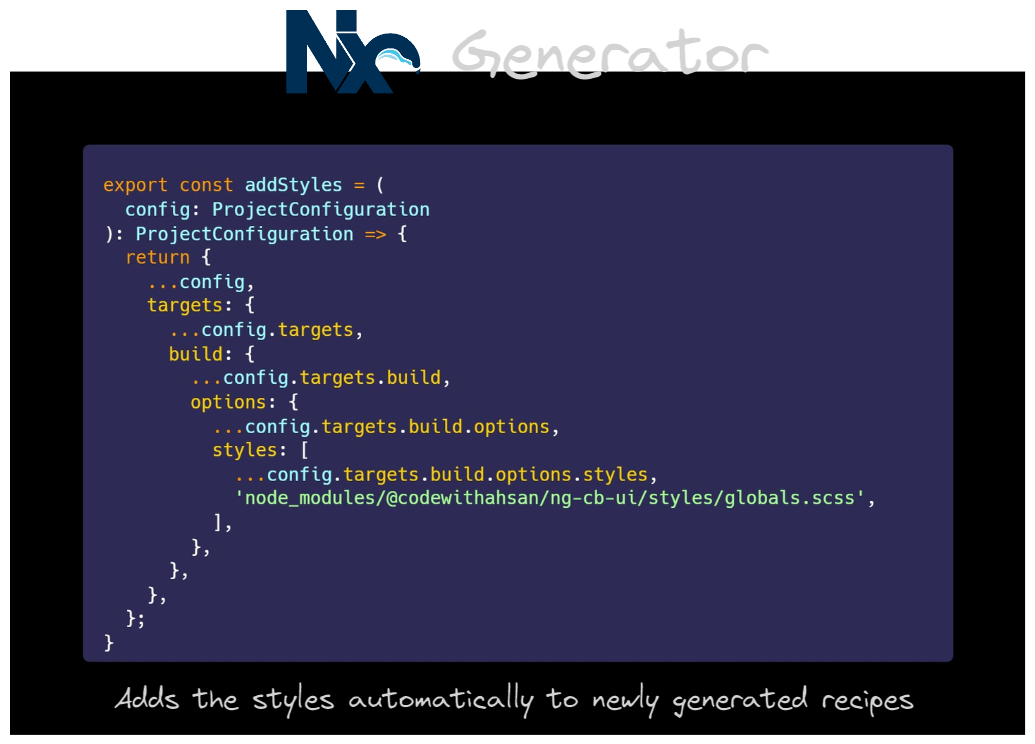 Nx Generator
export const addStyles = (
  config: ProjectConfiguration
): ProjectConfiguration => {
  return {
    ...config,
    targets: {
      ...config.targets,
      build: {
        ...config.targets.build,
        options: {
          ...config.targets.build.options,
          styles: [
            ...config.targets.build.options.styles,
            'node_modules/@codewithahsan/ng-cb-ui/styles/globals.scss',
          ],
        },
      },
    },
  };
}
Adds the styles automatically to newly generated recipes